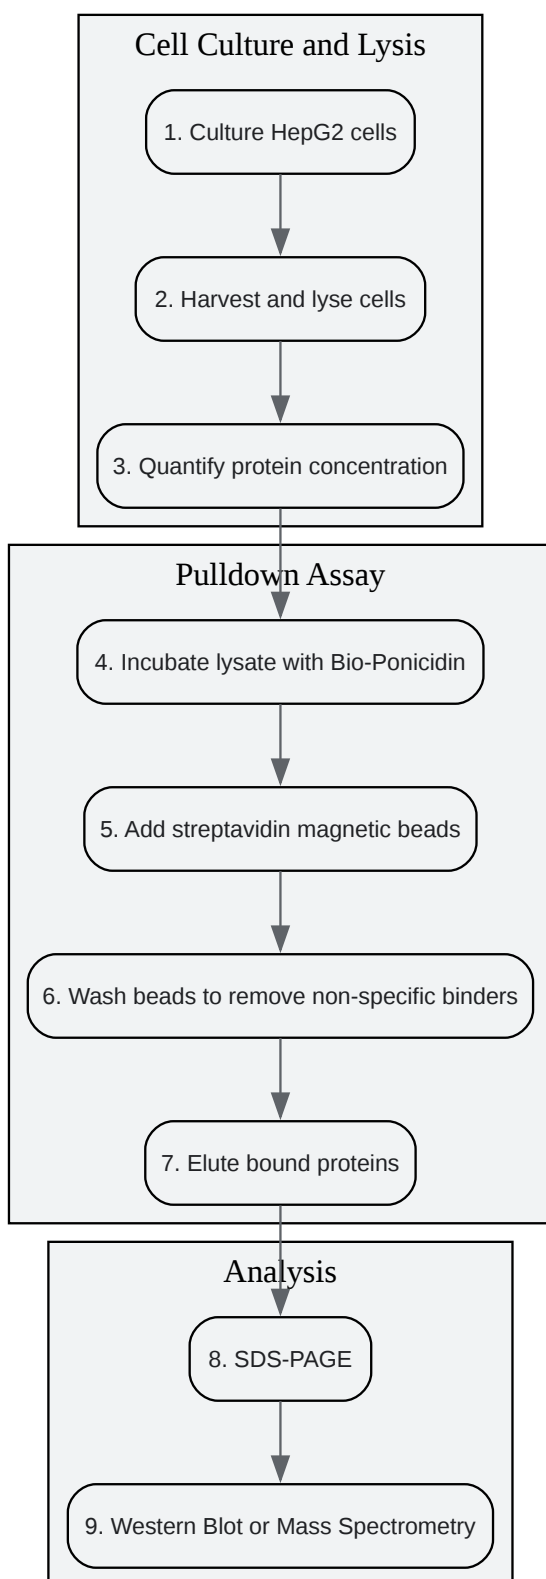 Cell Culture and Lysis
1. Culture HepG2 cells
2. Harvest and lyse cells
3. Quantify protein concentration
Pulldown Assay
4. Incubate lysate with Bio-Ponicidin
5. Add streptavidin magnetic beads
6. Wash beads to remove non-specific binders
7. Elute bound proteins
Analysis
8. SDS-PAGE
9. Western Blot or Mass Spectrometry